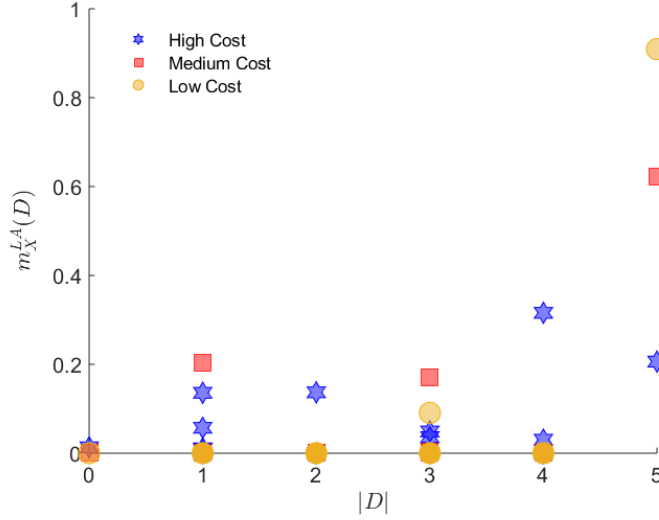 1
High Cost
Medium Cost
Low Cost
0.8
0.6
0.4
0.2
0
0 1 2 3 4 5
|D|
m_X^{LA}(D)